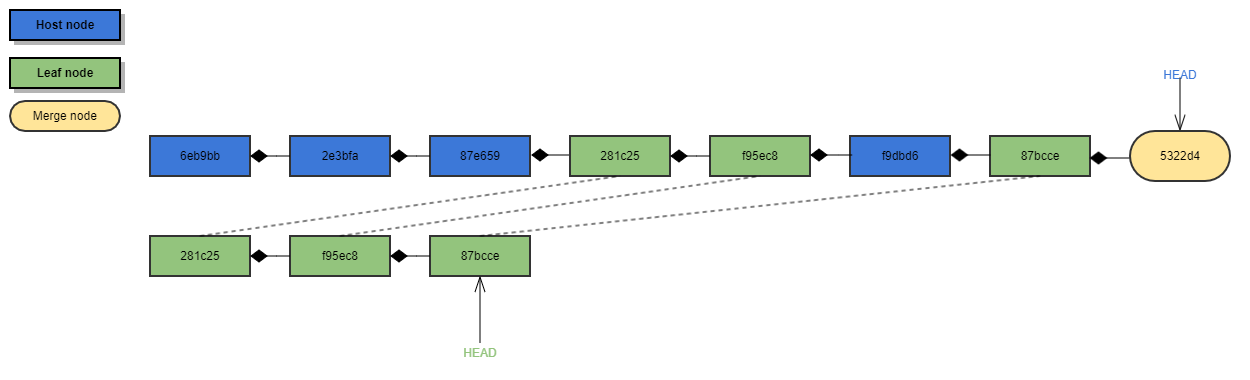 Host node
Leaf node
Merge node
HEAD
6eb9bb
2e3bfa
87e659
281c25
f95ec8
f9dbd6
87bcce
5322d4
281c25
f95ec8
87bcce
HEAD